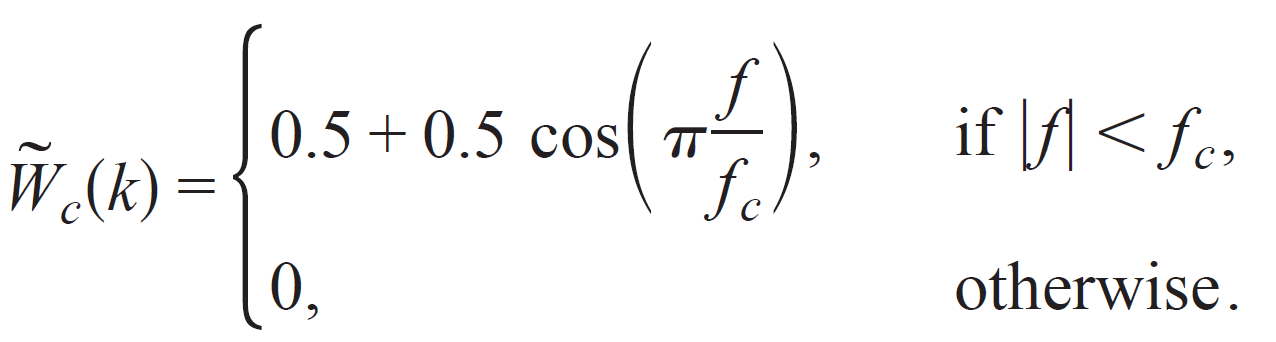 W̃_c(k) = { 0.5 + 0.5 cos(π f/f_c), if |f| < f_c,
0, otherwise.